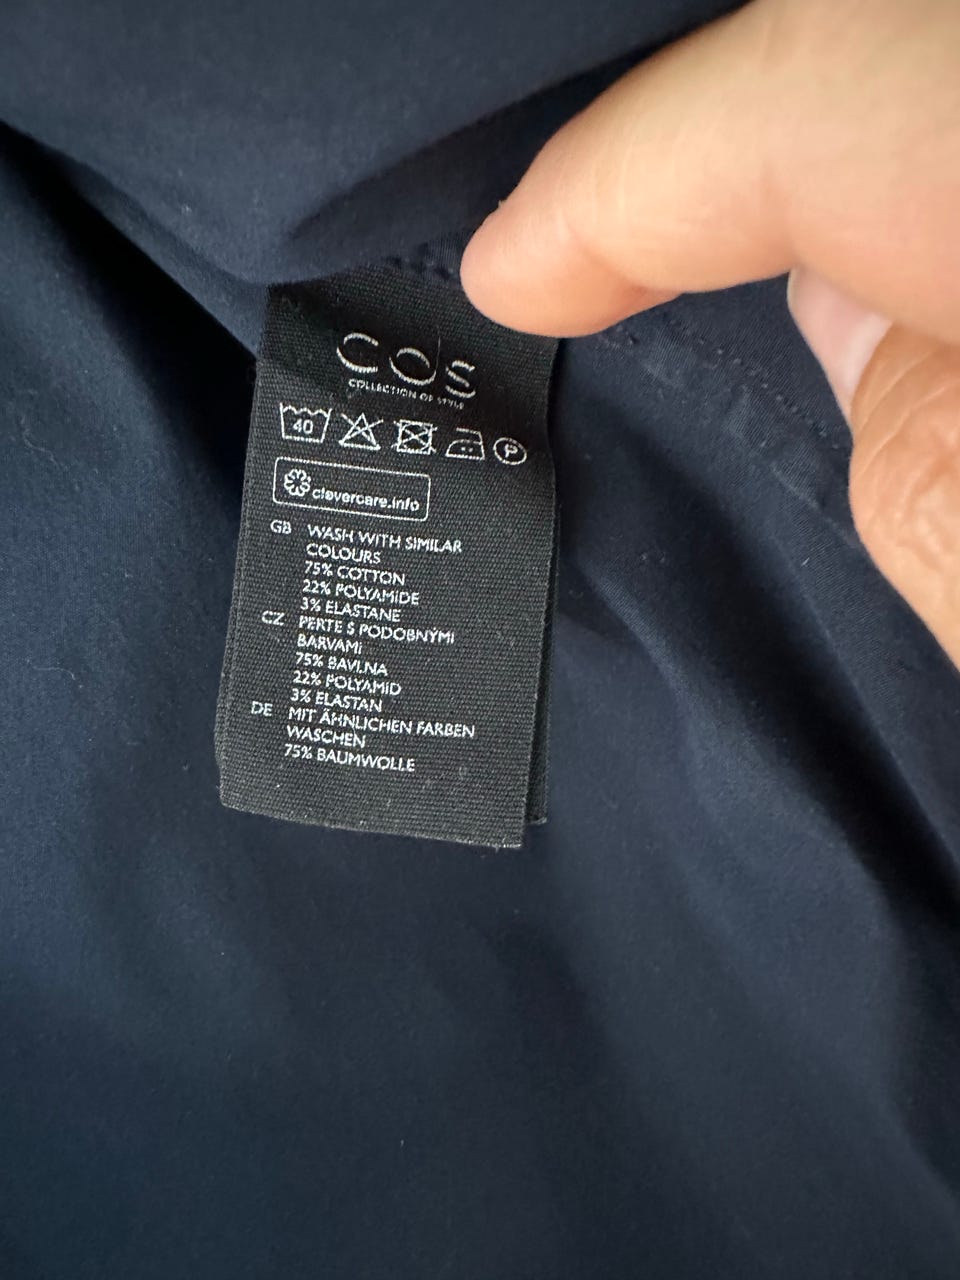 COS
COLLECTION OF STYLE
40 P
clevercare.info
GB WASH WITH SIMILAR
COLOURS
75% COTTON
22% POLYAMIDE
3% ELASTANE
CZ PERTE S PODOBNÝMI
BARVAMI
75% BAVLNA
22% POLYAMID
3% ELASTAN
DE MIT ÄHNLICHEN FARBEN
WASCHEN
75% BAUMWOLLE